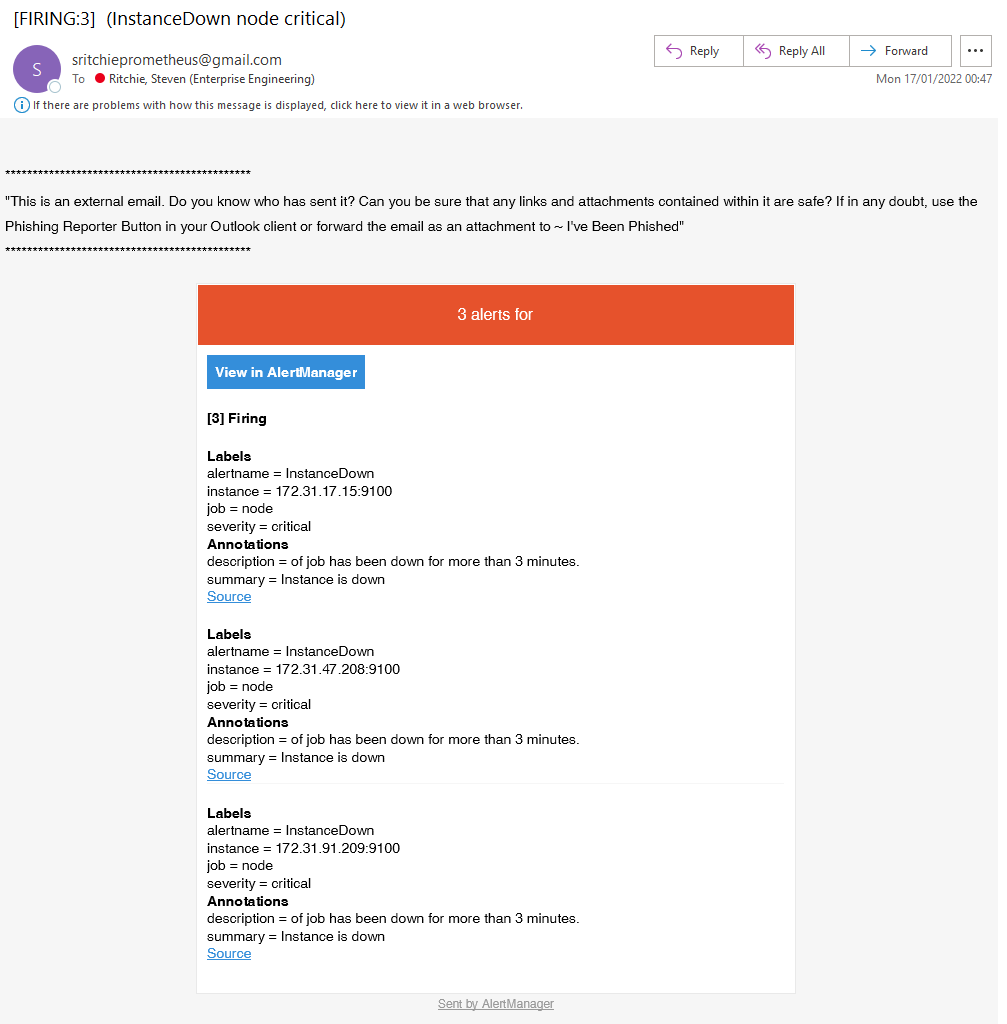 [FIRING:3] (InstanceDown node critical)
S
sritchieprometheus@gmail.com
To Ritchie, Steven (Enterprise Engineering)
Reply
Reply All
Forward
Mon 17/01/2022 00:47
If there are problems with how this message is displayed, click here to view it in a web browser.
*********************************************
"This is an external email. Do you know who has sent it? Can you be sure that any links and attachments contained within it are safe? If in any doubt, use the
Phishing Reporter Button in your Outlook client or forward the email as an attachment to ~ I've Been Phished"
*********************************************
3 alerts for
View in AlertManager
[3] Firing
Labels
alertname = InstanceDown
instance = 172.31.17.15:9100
job = node
severity = critical
Annotations
description = of job has been down for more than 3 minutes.
summary = Instance is down
Source
Labels
alertname = InstanceDown
instance = 172.31.47.208:9100
job = node
severity = critical
Annotations
description = of job has been down for more than 3 minutes.
summary = Instance is down
Source
Labels
alertname = InstanceDown
instance = 172.31.91.209:9100
job = node
severity = critical
Annotations
description = of job has been down for more than 3 minutes.
summary = Instance is down
Source
Sent by AlertManager